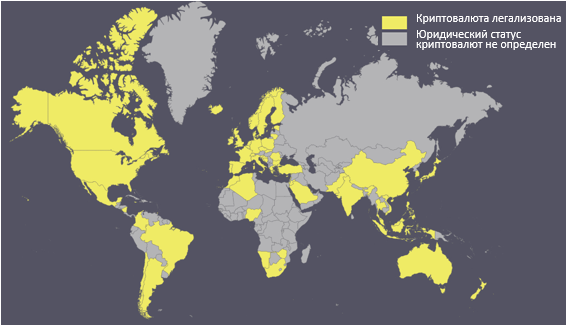 Криптовалюта легализована
Юридический статус
криптовалют не определен